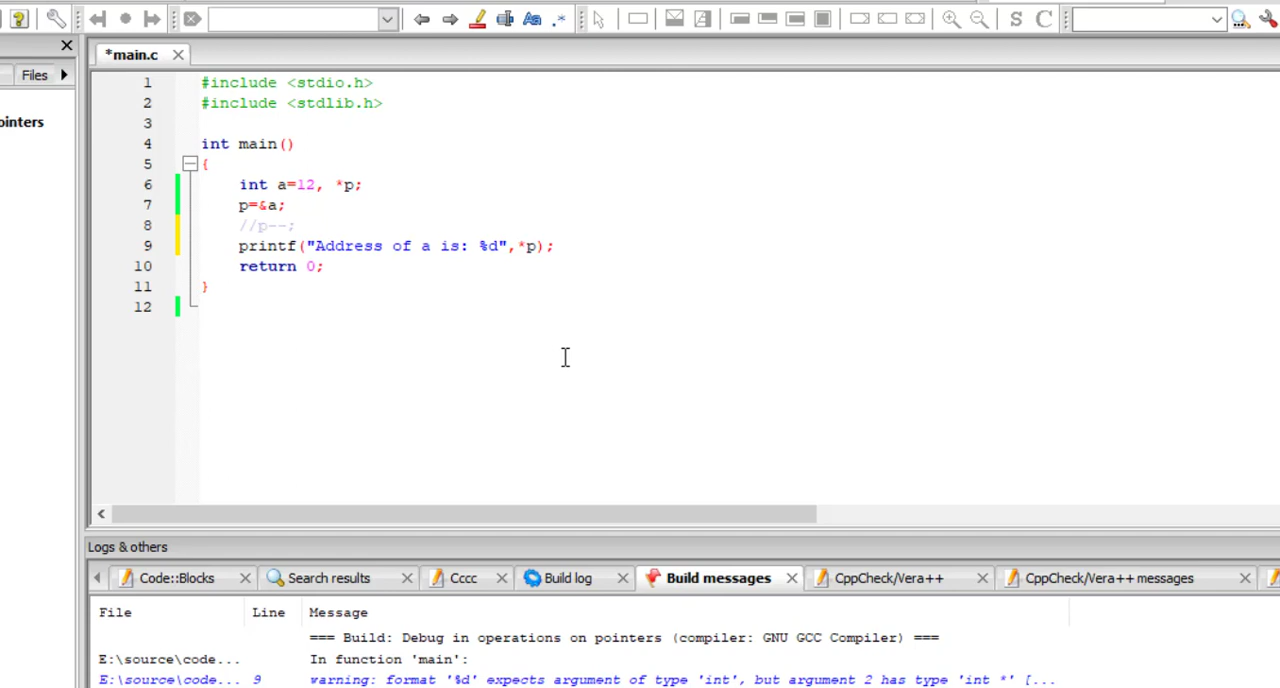 Files
*main.c
ointers
1 #include <stdio.h>
2 #include <stdlib.h>
3
4 int main()
5 {
6 int a=12, *p;
7 p=&a;
8 //p--;
9 printf("Address of a is: %d",*p);
10 return 0;
11 }
12
Logs & others
Code::Blocks Search results Cccc Build log Build messages CppCheck/Vera++ CppCheck/Vera++ messages
File Line Message
=== Build: Debug in operations on pointers (compiler: GNU GCC Compiler) ===
E:\source\code... In function 'main':
E:\source\code... 9 warning: format '%d' expects argument of type 'int', but argument 2 has type 'int *' [...